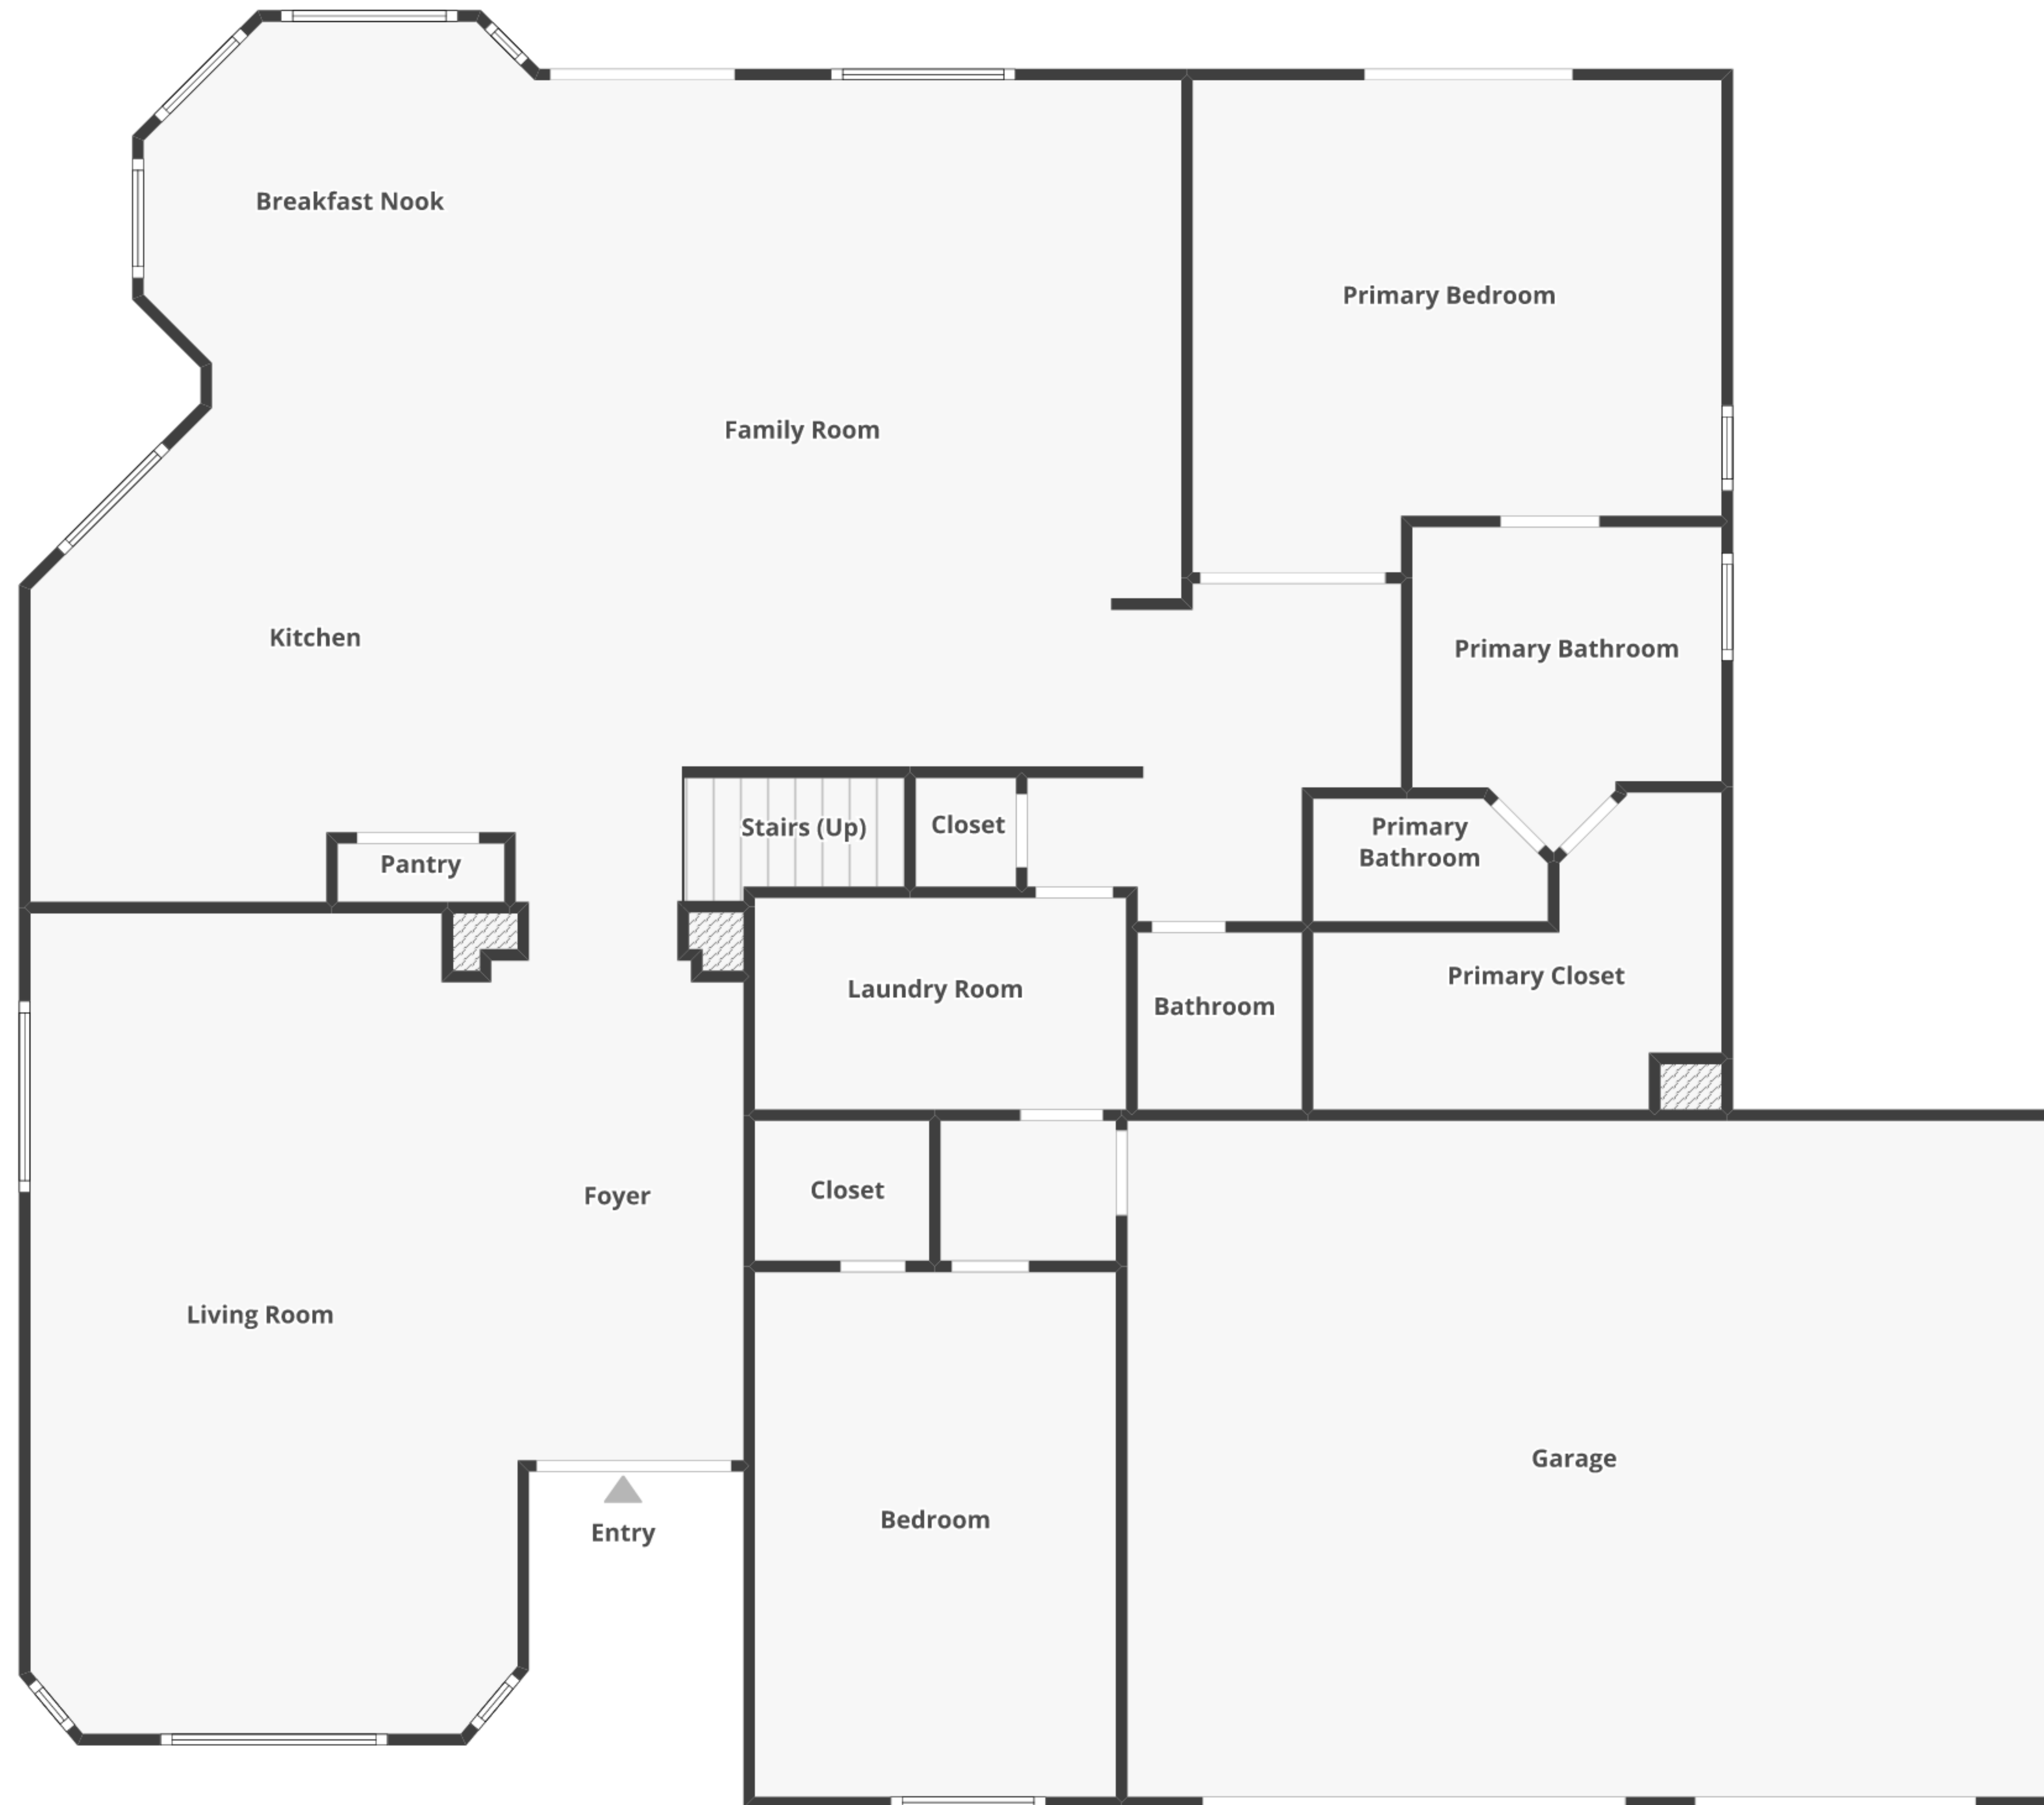 Breakfast Nook
Primary Bedroom
Family Room
Kitchen
Primary Bathroom
Stairs (Up)
Closet
Primary
Bathroom
Pantry
Laundry Room
Bathroom
Primary Closet
Foyer
Closet
Living Room
Garage
Bedroom
Entry